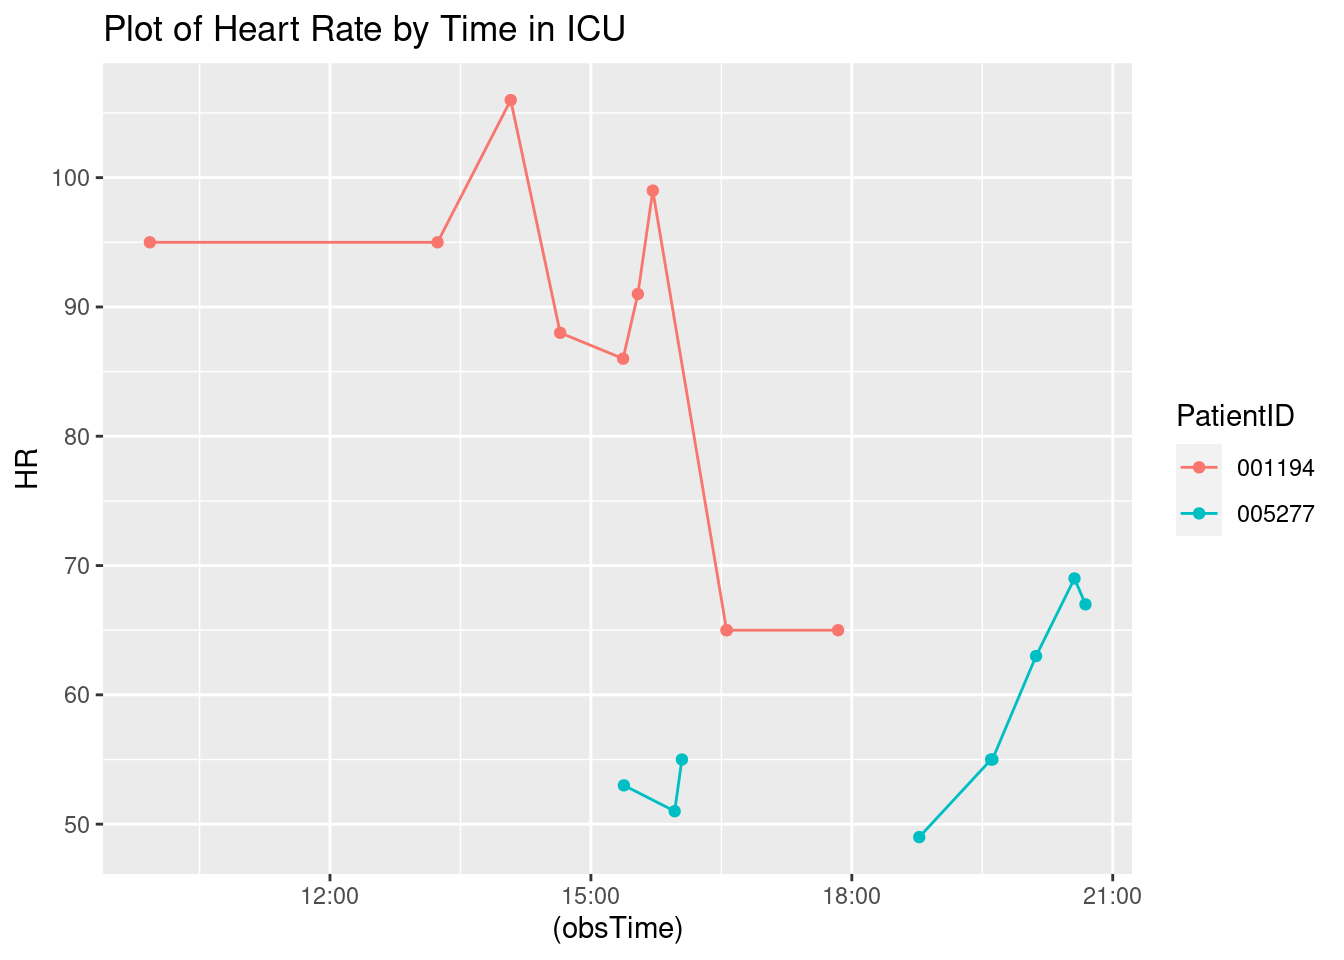 Plot of Heart Rate by Time in ICU
100
90
80
70
60
50
HR
12:00 15:00 18:00 21:00
(obsTime)
PatientID
001194
005277